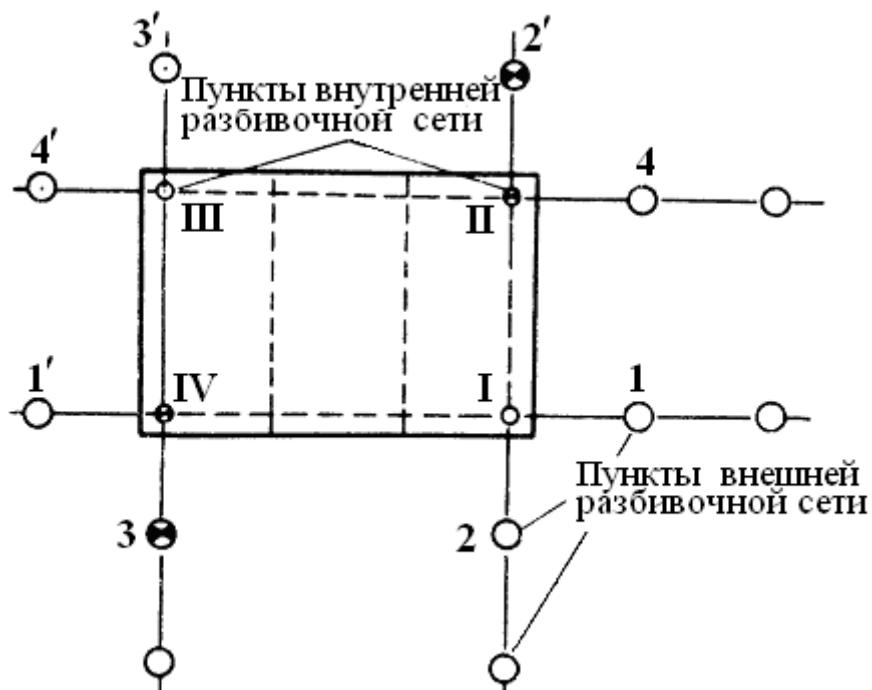 3′
2′
Пункты внутренней
разбивочной сети
4′
4
III
II
1′
IV
I
1
Пункты внешней
разбивочной сети
3
2